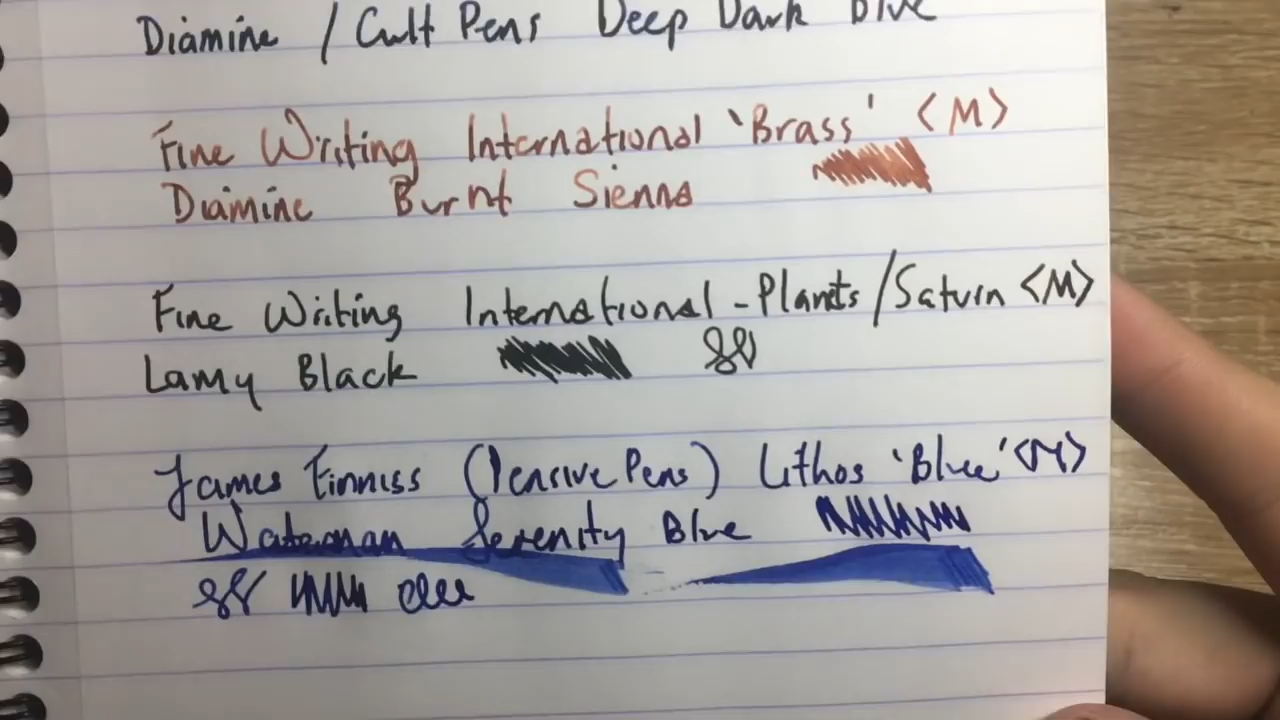 Diamine / Cult Pens Deep Dark Blue
Fine Writing International 'Brass' <M>
Diamine Burnt Sienna
Fine Writing International - Planets/Saturn <M>
Lamy Black
James Finniss (Pensive Pens) Lithos 'Blue' <M>
Waterman Serenity Blue